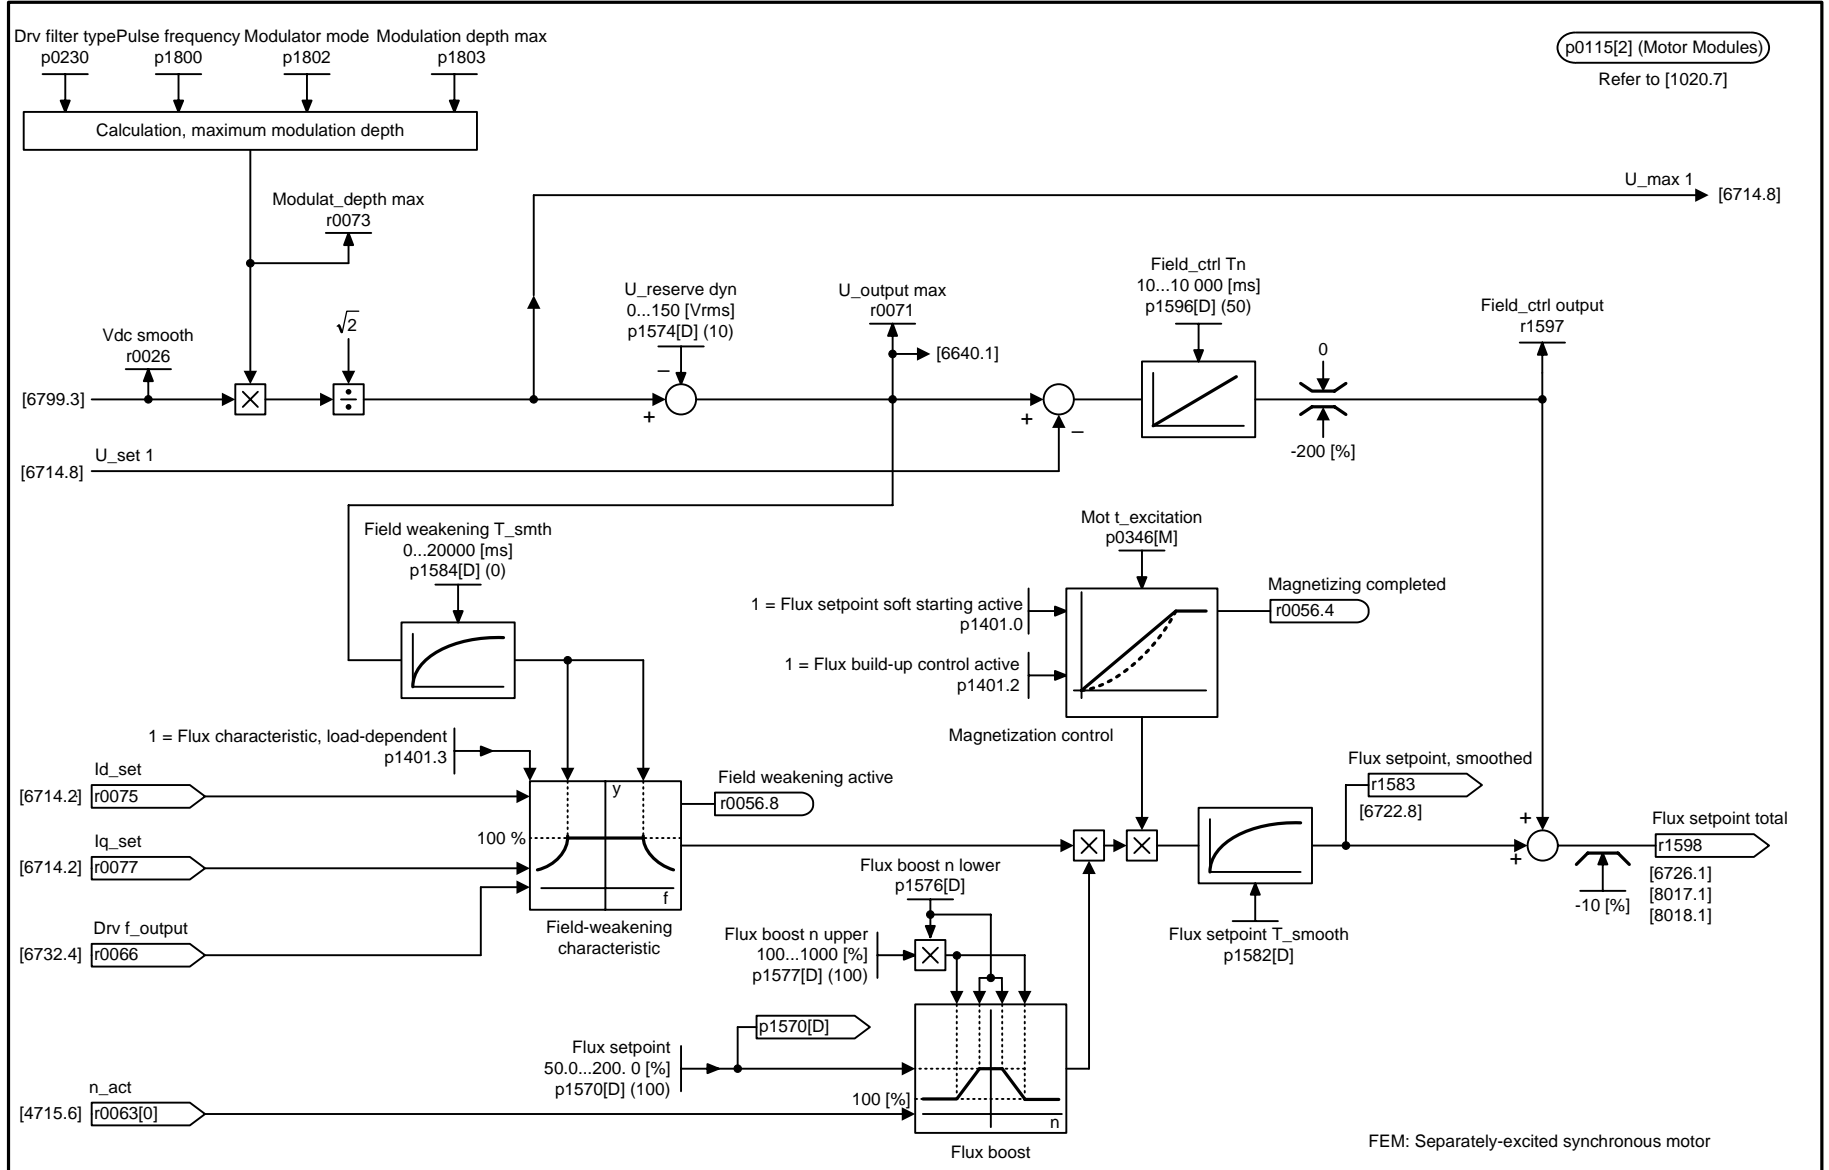 Drv filter type Pulse frequency Modulator mode Modulation depth max
p0230 p1800 p1802 p1803
Calculation, maximum modulation depth
p0115[2] (Motor Modules)
Refer to [1020.7]
Modulat_depth max
r0073
U_max 1
[6714.8]
Vdc smooth
r0026
√2
U_reserve dyn
0...150 [Vrms]
p1574[D] (10)
U_output max
r0071
[6640.1]
Field_ctrl Tn
10...10 000 [ms]
p1596[D] (50)
0
-200 [%]
Field_ctrl output
r1597
[6799.3]
×
÷
–
+
+
–
[6714.8]
U_set 1
Field weakening T_smth
0...20000 [ms]
p1584[D] (0)
Mot t_excitation
p0346[M]
1 = Flux setpoint soft starting active
p1401.0
1 = Flux build-up control active
p1401.2
Magnetizing completed
r0056.4
Magnetization control
1 = Flux characteristic, load-dependent
p1401.3
Id_set
[6714.2] r0075
Iq_set
[6714.2] r0077
Drv f_output
[6732.4] r0066
y
100 %
f
Field-weakening
characteristic
Field weakening active
r0056.8
×
×
Flux setpoint, smoothed
r1583
[6722.8]
Flux setpoint T_smooth
p1582[D]
+
+
-10 [%]
Flux setpoint total
r1598
[6726.1]
[8017.1]
[8018.1]
Flux boost n lower
p1576[D]
Flux boost n upper
100...1000 [%]
p1577[D] (100)
×
p1570[D]
Flux setpoint
50.0...200. 0 [%]
p1570[D] (100)
n_act
[4715.6] r0063[0]
100 [%]
n
Flux boost
FEM: Separately-excited synchronous motor